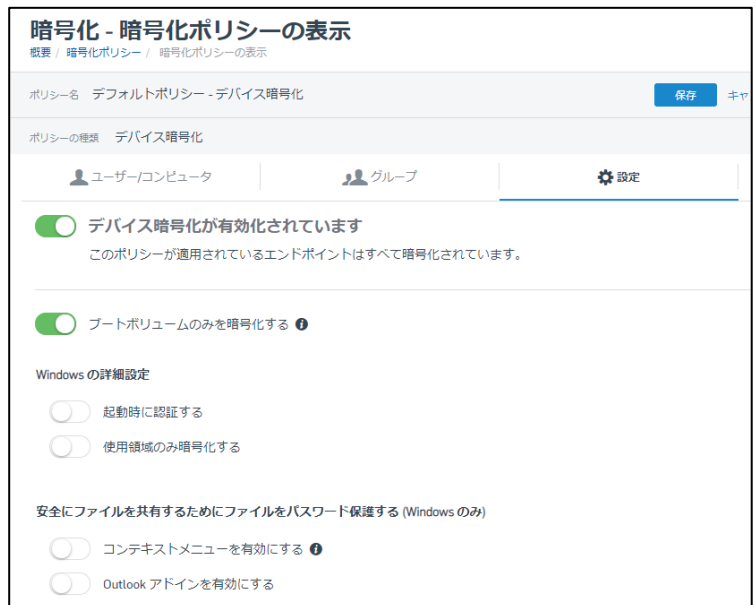 暗号化 - 暗号化ポリシーの表示
概要 / 暗号化ポリシー / 暗号化ポリシーの表示
ポリシー名 デフォルトポリシー - デバイス暗号化 保存 キャ
ポリシーの種類 デバイス暗号化
ユーザー/コンピュータ グループ 設定
デバイス暗号化が有効化されています
このポリシーが適用されているエンドポイントはすべて暗号化されています。
ブートボリュームのみを暗号化する
Windows の詳細設定
起動時に認証する
使用領域のみ暗号化する
安全にファイルを共有するためにファイルをパスワード保護する (Windows のみ)
コンテキストメニューを有効にする
Outlook アドインを有効にする